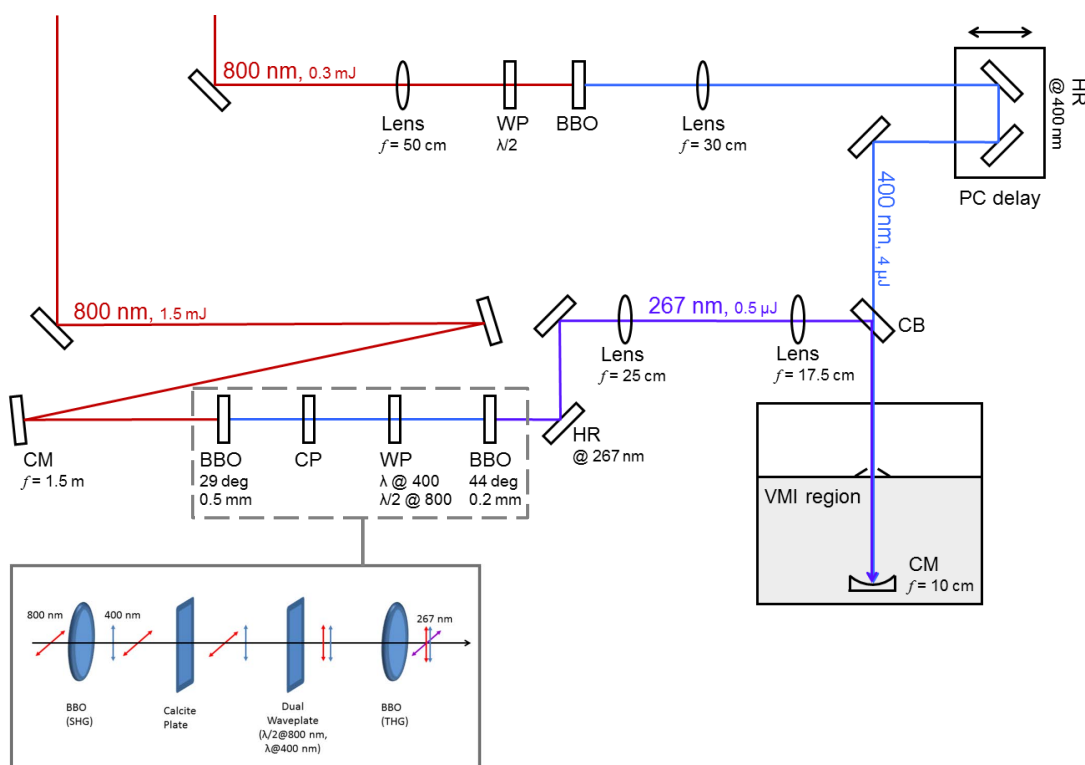 800 nm, 0.3 mJ
Lens
f = 50 cm
WP
λ/2
BBO
Lens
f = 30 cm
HR
@ 400 nm
PC delay
400 nm, 4 µJ
800 nm, 1.5 mJ
267 nm, 0.5 µJ
CB
Lens
f = 25 cm
Lens
f = 17.5 cm
CM
f = 1.5 m
BBO
29 deg
0.5 mm
CP
WP
λ @ 400
λ/2 @ 800
BBO
44 deg
0.2 mm
HR
@ 267 nm
VMI region
CM
f = 10 cm
800 nm
400 nm
267 nm
BBO
(SHG)
Calcite
Plate
Dual
Waveplate
(λ/2@800 nm,
λ@400 nm)
BBO
(THG)